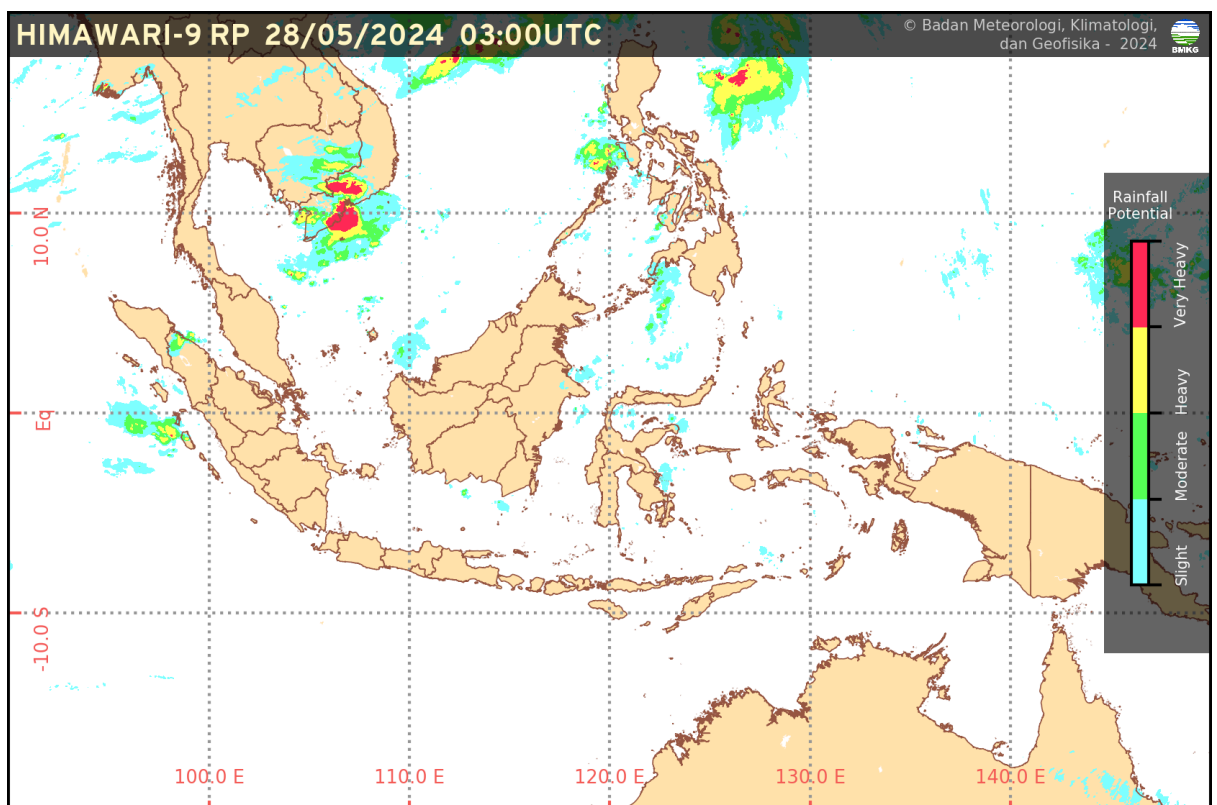 HIMAWARI-9 RP 28/05/2024 03:00UTC
© Badan Meteorologi, Klimatologi,
dan Geofisika - 2024
BMKG
Rainfall
Potential
Very Heavy
Heavy
Moderate
Slight
10.0 N
Eq
-10.0 S
100.0 E
110.0 E
120.0 E
130.0 E
140.0 E